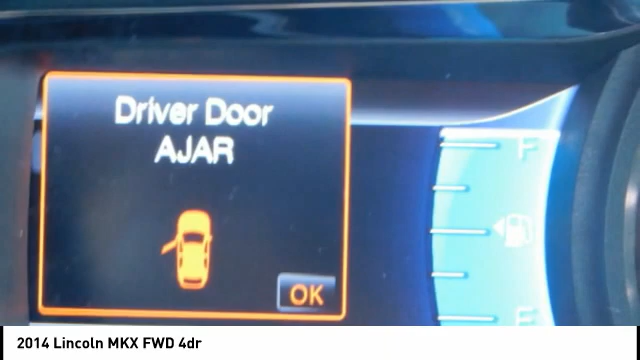 Driver Door
AJAR
OK
F
E
2014 Lincoln MKX FWD 4dr